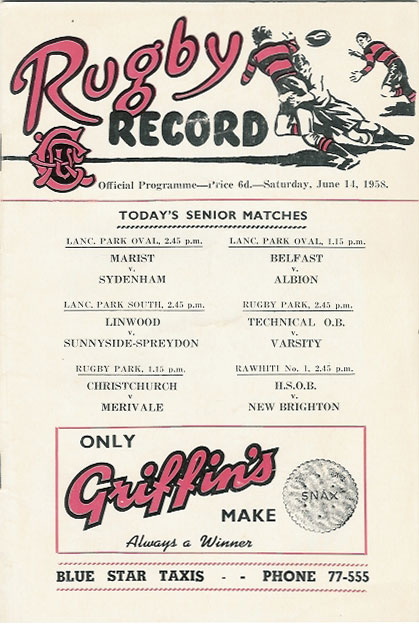 Rugby
RECORD
Official Programme—Price 6d.—Saturday, June 14, 1958.
TODAY'S SENIOR MATCHES
LANC. PARK OVAL, 2.45 p.m.
MARIST
v.
SYDENHAM
LANC. PARK OVAL, 1.15 p.m.
BELFAST
v.
ALBION
LANC. PARK SOUTH, 2.45 p.m.
LINWOOD
v.
SUNNYSIDE-SPREYDON
RUGBY PARK, 2.45 p.m.
TECHNICAL O.B.
v.
VARSITY
RUGBY PARK, 1.15 p.m.
CHRISTCHURCH
v.
MERIVALE
RAWHITI No. 1, 2.45 p.m.
H.S.O.B.
v.
NEW BRIGHTON
ONLY
Griffin's
MAKE
Always a Winner
SNAX
BLUE STAR TAXIS - - PHONE 77-555